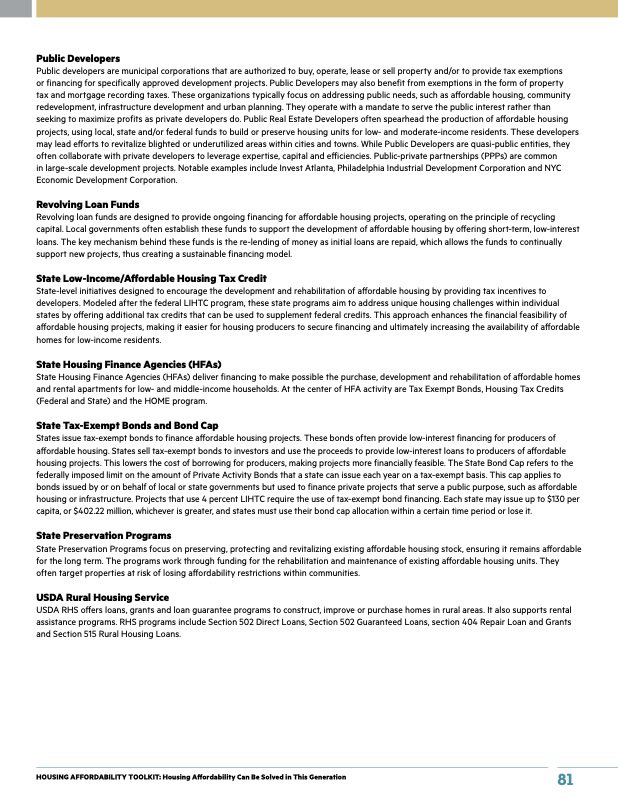 Public Developers
Public developers are municipal corporations that are authorized to buy, operate, lease or sell property and/or to provide tax exemptions
or financing for specifically approved development projects. Public Developers may also benefit from exemptions in the form of property
tax and mortgage recording taxes. These organizations typically focus on addressing public needs, such as affordable housing, community
redevelopment, infrastructure development and urban planning. They operate with a mandate to serve the public interest rather than
seeking to maximize profits as private developers do. Public Real Estate Developers often spearhead the production of affordable housing
projects, using local, state and/or federal funds to build or preserve housing units for low- and moderate-income residents. These developers
may lead efforts to revitalize blighted or underutilized areas within cities and towns. While Public Developers are quasi-public entities, they
often collaborate with private developers to leverage expertise, capital and efficiencies. Public-private partnerships (PPPs) are common
in large-scale development projects. Notable examples include Invest Atlanta, Philadelphia Industrial Development Corporation and NYC
Economic Development Corporation.
Revolving Loan Funds
Revolving loan funds are designed to provide ongoing financing for affordable housing projects, operating on the principle of recycling
capital. Local governments often establish these funds to support the development of affordable housing by offering short-term, low-interest
loans. The key mechanism behind these funds is the re-lending of money as initial loans are repaid, which allows the funds to continually
support new projects, thus creating a sustainable financing model.
State Low-Income/Affordable Housing Tax Credit
State-level initiatives designed to encourage the development and rehabilitation of affordable housing by providing tax incentives to
developers. Modeled after the federal LIHTC program, these state programs aim to address unique housing challenges within individual
states by offering additional tax credits that can be used to supplement federal credits. This approach enhances the financial feasibility of
affordable housing projects, making it easier for housing producers to secure financing and ultimately increasing the availability of affordable
homes for low-income residents.
State Housing Finance Agencies (HFAs)
State Housing Finance Agencies (HFAs) deliver financing to make possible the purchase, development and rehabilitation of affordable homes
and rental apartments for low- and middle-income households. At the center of HFA activity are Tax Exempt Bonds, Housing Tax Credits
(Federal and State) and the HOME program.
State Tax-Exempt Bonds and Bond Cap
States issue tax-exempt bonds to finance affordable housing projects. These bonds often provide low-interest financing for producers of
affordable housing. States sell tax-exempt bonds to investors and use the proceeds to provide low-interest loans to producers of affordable
housing projects. This lowers the cost of borrowing for producers, making projects more financially feasible. The State Bond Cap refers to the
federally imposed limit on the amount of Private Activity Bonds that a state can issue each year on a tax-exempt basis. This cap applies to
bonds issued by or on behalf of local or state governments but used to finance private projects that serve a public purpose, such as affordable
housing or infrastructure. Projects that use 4 percent LIHTC require the use of tax-exempt bond financing. Each state may issue up to $130 per
capita, or $402.22 million, whichever is greater, and states must use their bond cap allocation within a certain time period or lose it.
State Preservation Programs
State Preservation Programs focus on preserving, protecting and revitalizing existing affordable housing stock, ensuring it remains affordable
for the long term. The programs work through funding for the rehabilitation and maintenance of existing affordable housing units. They
often target properties at risk of losing affordability restrictions within communities.
USDA Rural Housing Service
USDA RHS offers loans, grants and loan guarantee programs to construct, improve or purchase homes in rural areas. It also supports rental
assistance programs. RHS programs include Section 502 Direct Loans, Section 502 Guaranteed Loans, section 404 Repair Loan and Grants
and Section 515 Rural Housing Loans.
HOUSING AFFORDABILITY TOOLKIT: Housing Affordability Can Be Solved in This Generation
81